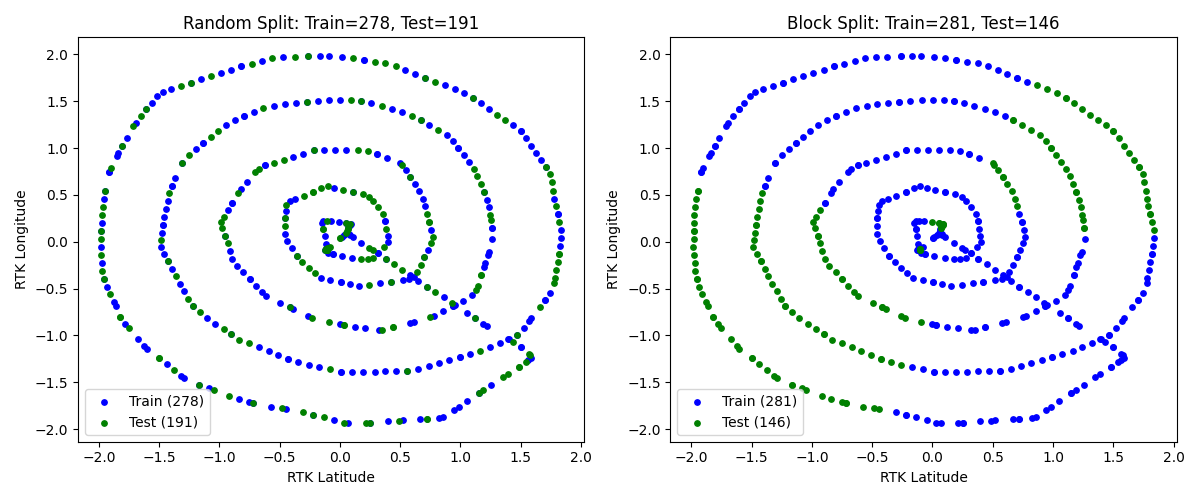 Random Split: Train=278, Test=191
RTK Longitude
2.0
1.5
1.0
0.5
0.0
−0.5
−1.0
−1.5
−2.0
Train (278)
Test (191)
−2.0 −1.5 −1.0 −0.5 0.0 0.5 1.0 1.5 2.0
RTK Latitude
Block Split: Train=281, Test=146
RTK Longitude
2.0
1.5
1.0
0.5
0.0
−0.5
−1.0
−1.5
−2.0
Train (281)
Test (146)
−2.0 −1.5 −1.0 −0.5 0.0 0.5 1.0 1.5 2.0
RTK Latitude